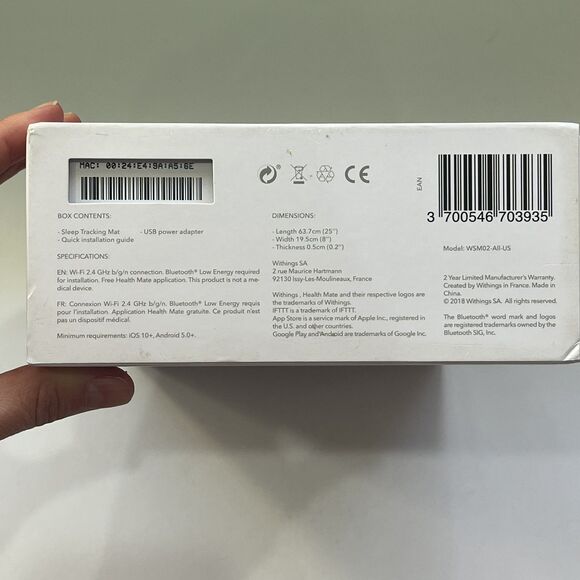 MAC: 00:24:E4:9A:A5:6E
CE
EAN
3 700546 703935
BOX CONTENTS:
- Sleep Tracking Mat - USB power adapter
- Quick installation guide
SPECIFICATIONS:
EN: Wi-Fi 2.4 GHz b/g/n connection. Bluetooth® Low Energy required
for installation. Free Health Mate application. This product is not a me-
dical device.
FR: Connexion Wi-Fi 2.4 GHz b/g/n. Bluetooth® Low Energy requis
pour l'installation. Application Health Mate gratuite. Ce produit n'est
pas un dispositif médical.
Minimum requirements: iOS 10+, Android 5.0+.
DIMENSIONS:
- Length 63.7cm (25'')
- Width 19.5cm (8'')
- Thickness 0.5cm (0.2'')
Withings SA
2 rue Maurice Hartmann
92130 Issy-Les-Moulineaux, France
Withings , Health Mate and their respective logos are
the trademarks of Withings.
IFTTT is a trademark of IFTTT.
App Store is a service mark of Apple Inc., registered in
the U.S. and other countries.
Google Play and Android are trademarks of Google Inc.
Model: WSM02-All-US
2 Year Limited Manufacturer's Warranty.
Created by Withings in France. Made in
China.
© 2018 Withings SA. All rights reserved.
The Bluetooth® word mark and logos
are registered trademarks owned by the
Bluetooth SIG, Inc.